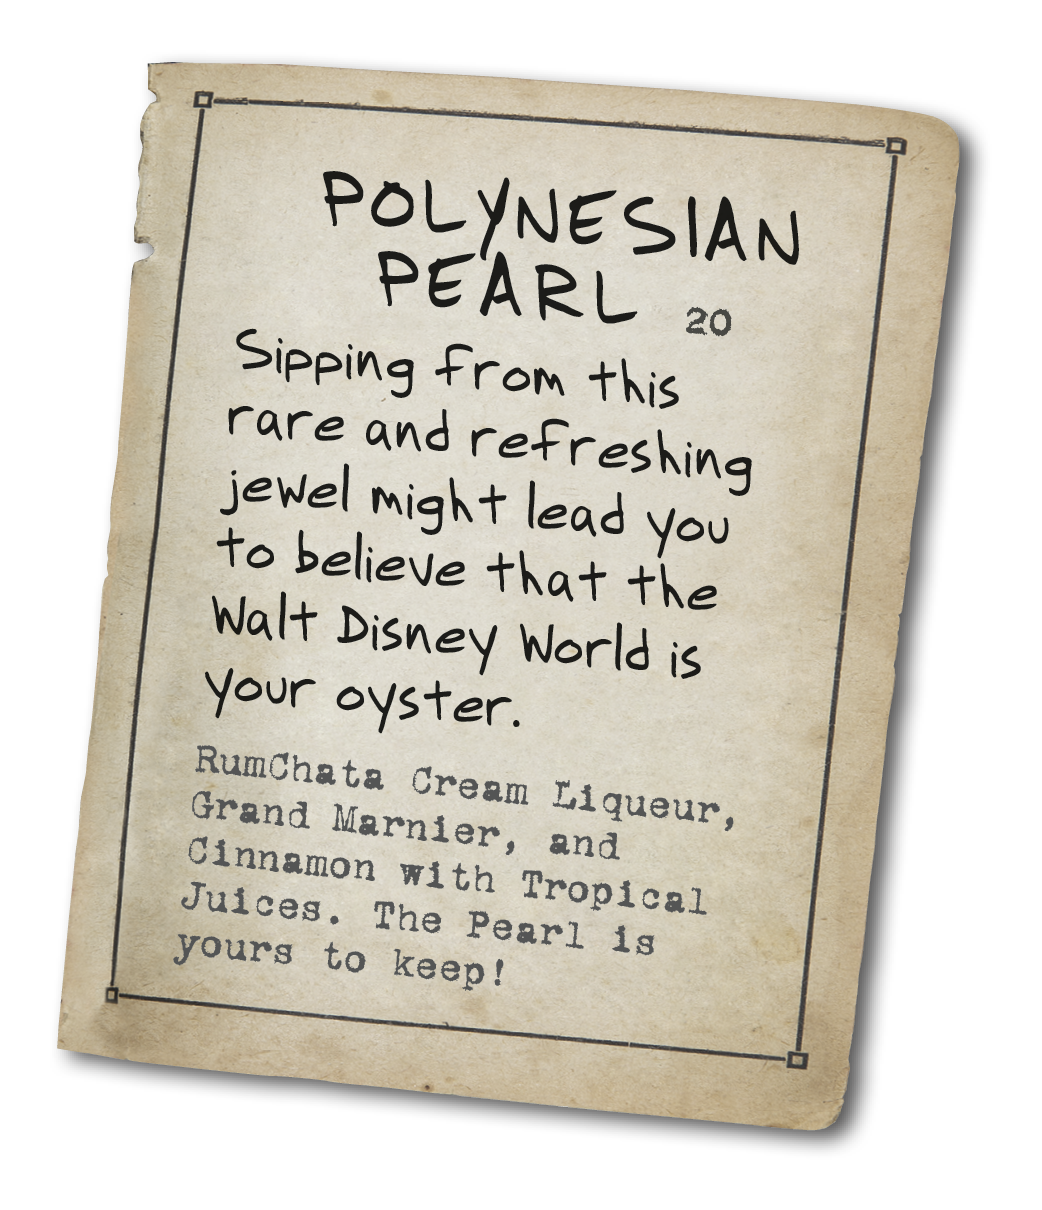 POLYNESIAN
PEARL 20
Sipping from this
rare and refreshing
jewel might lead you
to believe that the
Walt Disney World is
your oyster.
RumChata Cream Liqueur,
Grand Marnier, and
Cinnamon with Tropical
Juices. The Pearl is
yours to keep!